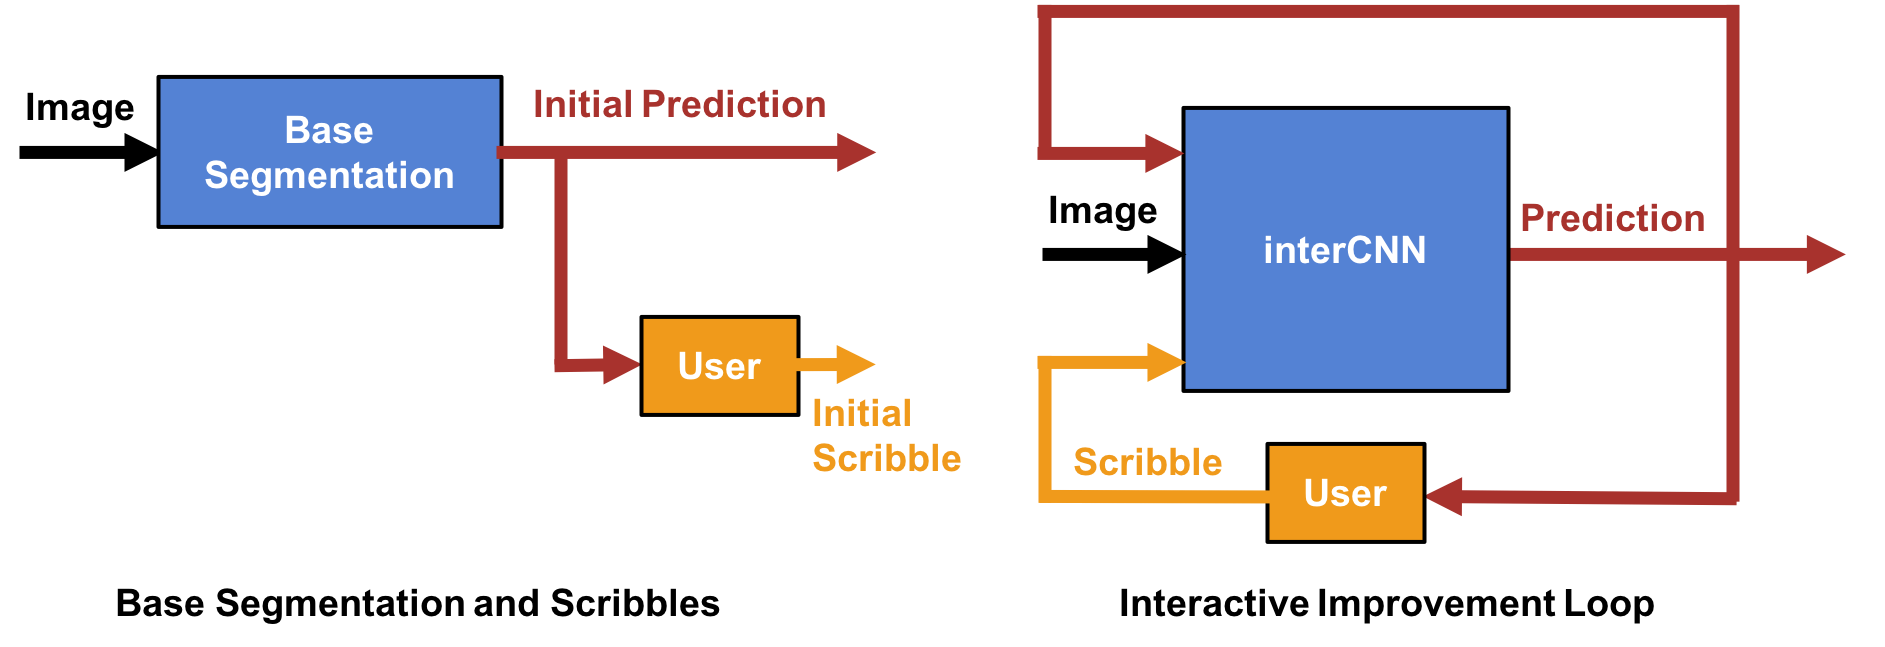 Image
Base
Segmentation
Initial Prediction
User
Initial
Scribble
Base Segmentation and Scribbles
Image
interCNN
Prediction
Scribble
User
Interactive Improvement Loop